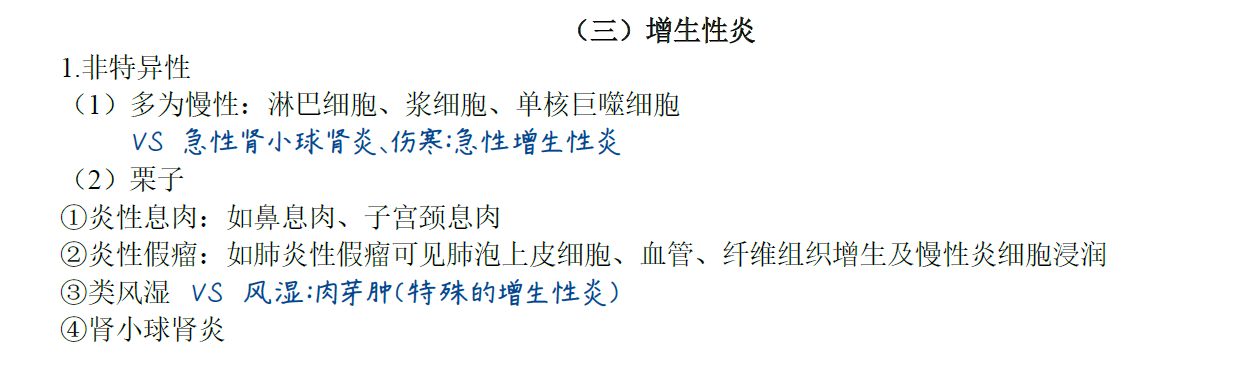 （三）增生性炎
1.非特异性
（1）多为慢性：淋巴细胞、浆细胞、单核巨噬细胞
VS 急性肾小球肾炎、伤寒：急性增生性炎
（2）栗子
①炎性息肉：如鼻息肉、子宫颈息肉
②炎性假瘤：如肺炎性假瘤可见肺泡上皮细胞、血管、纤维组织增生及慢性炎细胞浸润
③类风湿 VS 风湿：肉芽肿（特殊的增生性炎）
④肾小球肾炎